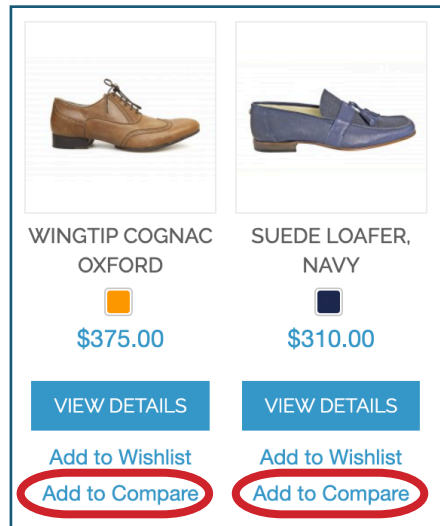 WINGTIP COGNAC
OXFORD
$375.00
VIEW DETAILS
Add to Wishlist
Add to Compare
SUEDE LOAFER,
NAVY
$310.00
VIEW DETAILS
Add to Wishlist
Add to Compare